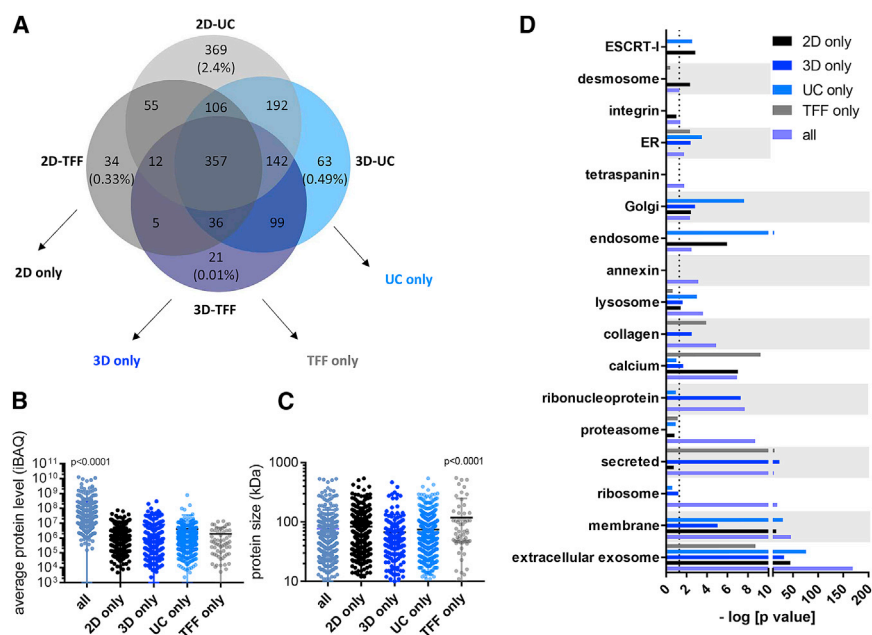 A
2D-UC
369
(2.4%)
55
106
192
2D-TFF
34
(0.33%)
12
357
142
63
(0.49%)
3D-UC
5
36
99
21
(0.01%)
3D-TFF
2D only
UC only
3D only
TFF only
B
average protein level (iBAQ)
10^11
10^10
10^9
10^8
10^7
10^6
10^5
10^4
10^3
p<0.0001
all
2D only
3D only
UC only
TFF only
C
protein size (kDa)
1000
100
10
p<0.0001
all
2D only
3D only
UC only
TFF only
D
ESCRT-I
desmosome
integrin
ER
tetraspanin
Golgi
endosome
annexin
lysosome
collagen
calcium
ribonucleoprotein
proteasome
secreted
ribosome
membrane
extracellular exosome
2D only
3D only
UC only
TFF only
all
0 2 4 6 8 10 50 100 150 200
- log [p value]